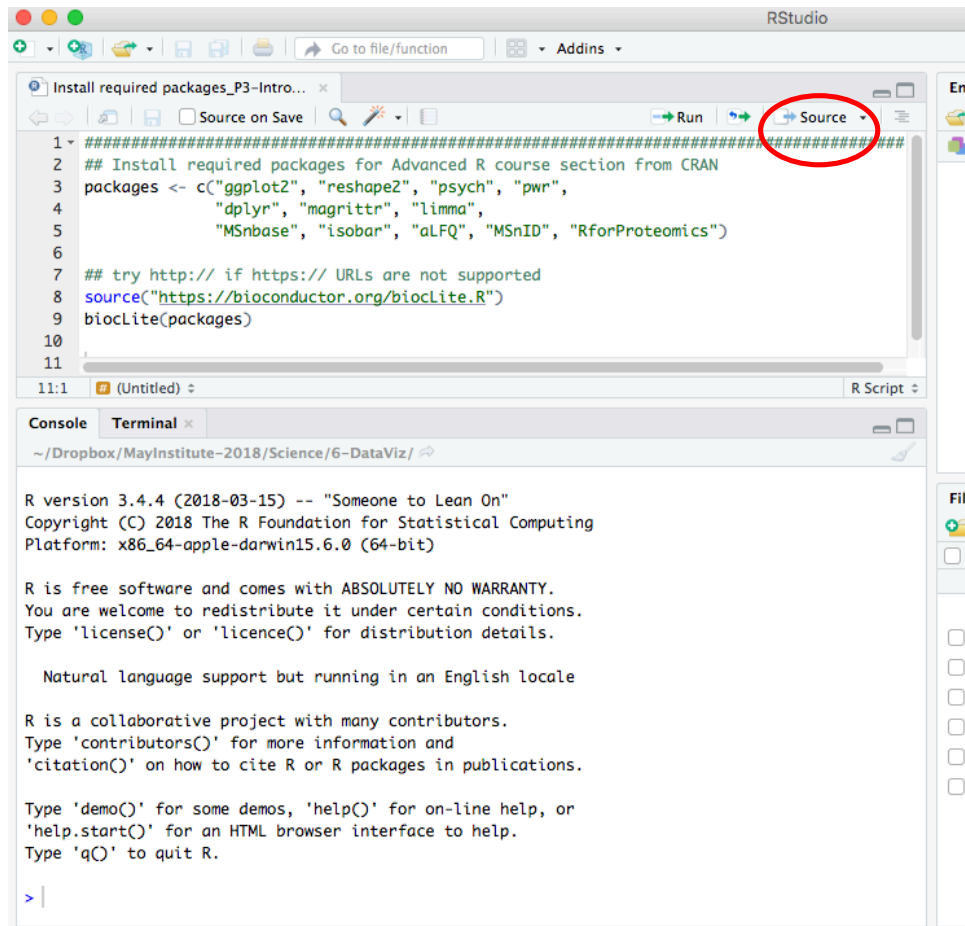 RStudio
Go to file/function
Addins
Install required packages_P3-Intro...
Source on Save
Run
Source
1 ########################################################################################
2 ## Install required packages for Advanced R course section from CRAN
3 packages <- c("ggplot2", "reshape2", "psych", "pwr",
4 "dplyr", "magrittr", "limma",
5 "MSnbase", "isobar", "aLFQ", "MSnID", "RforProteomics")
6
7 ## try http:// if https:// URLs are not supported
8 source("https://bioconductor.org/biocLite.R")
9 biocLite(packages)
10
11
11:1 # (Untitled)
R Script
Console Terminal
~/Dropbox/MayInstitute-2018/Science/6-DataViz/
R version 3.4.4 (2018-03-15) -- "Someone to Lean On"
Copyright (C) 2018 The R Foundation for Statistical Computing
Platform: x86_64-apple-darwin15.6.0 (64-bit)
R is free software and comes with ABSOLUTELY NO WARRANTY.
You are welcome to redistribute it under certain conditions.
Type 'license()' or 'licence()' for distribution details.
Natural language support but running in an English locale
R is a collaborative project with many contributors.
Type 'contributors()' for more information and
'citation()' on how to cite R or R packages in publications.
Type 'demo()' for some demos, 'help()' for on-line help, or
'help.start()' for an HTML browser interface to help.
Type 'q()' to quit R.
>
En
Fil